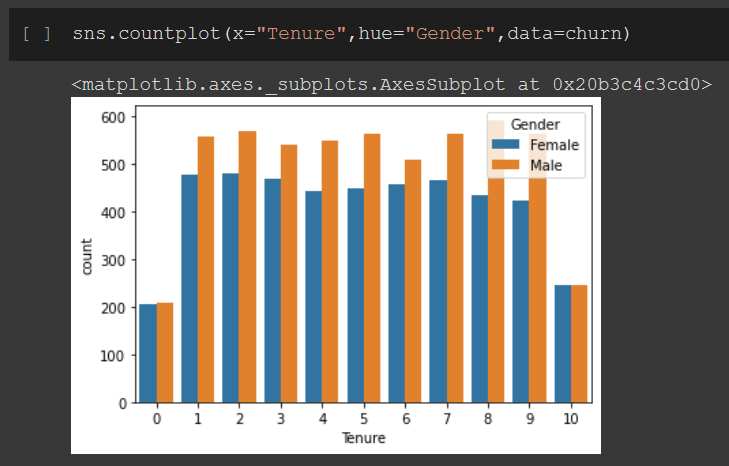 [ ] sns.countplot(x="Tenure",hue="Gender",data=churn)
<matplotlib.axes._subplots.AxesSubplot at 0x20b3c4c3cd0>
Gender
Female
Male
600
500
400
300
200
100
0
count
0 1 2 3 4 5 6 7 8 9 10
Tenure